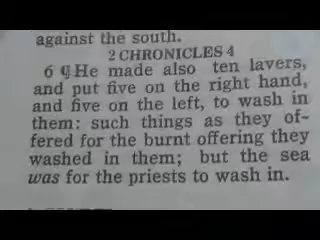 against the south.
2 CHRONICLES 4
6 ¶ He made also ten lavers,
and put five on the right hand,
and five on the left, to wash in
them: such things as they of-
fered for the burnt offering they
washed in them; but the sea
was for the priests to wash in.